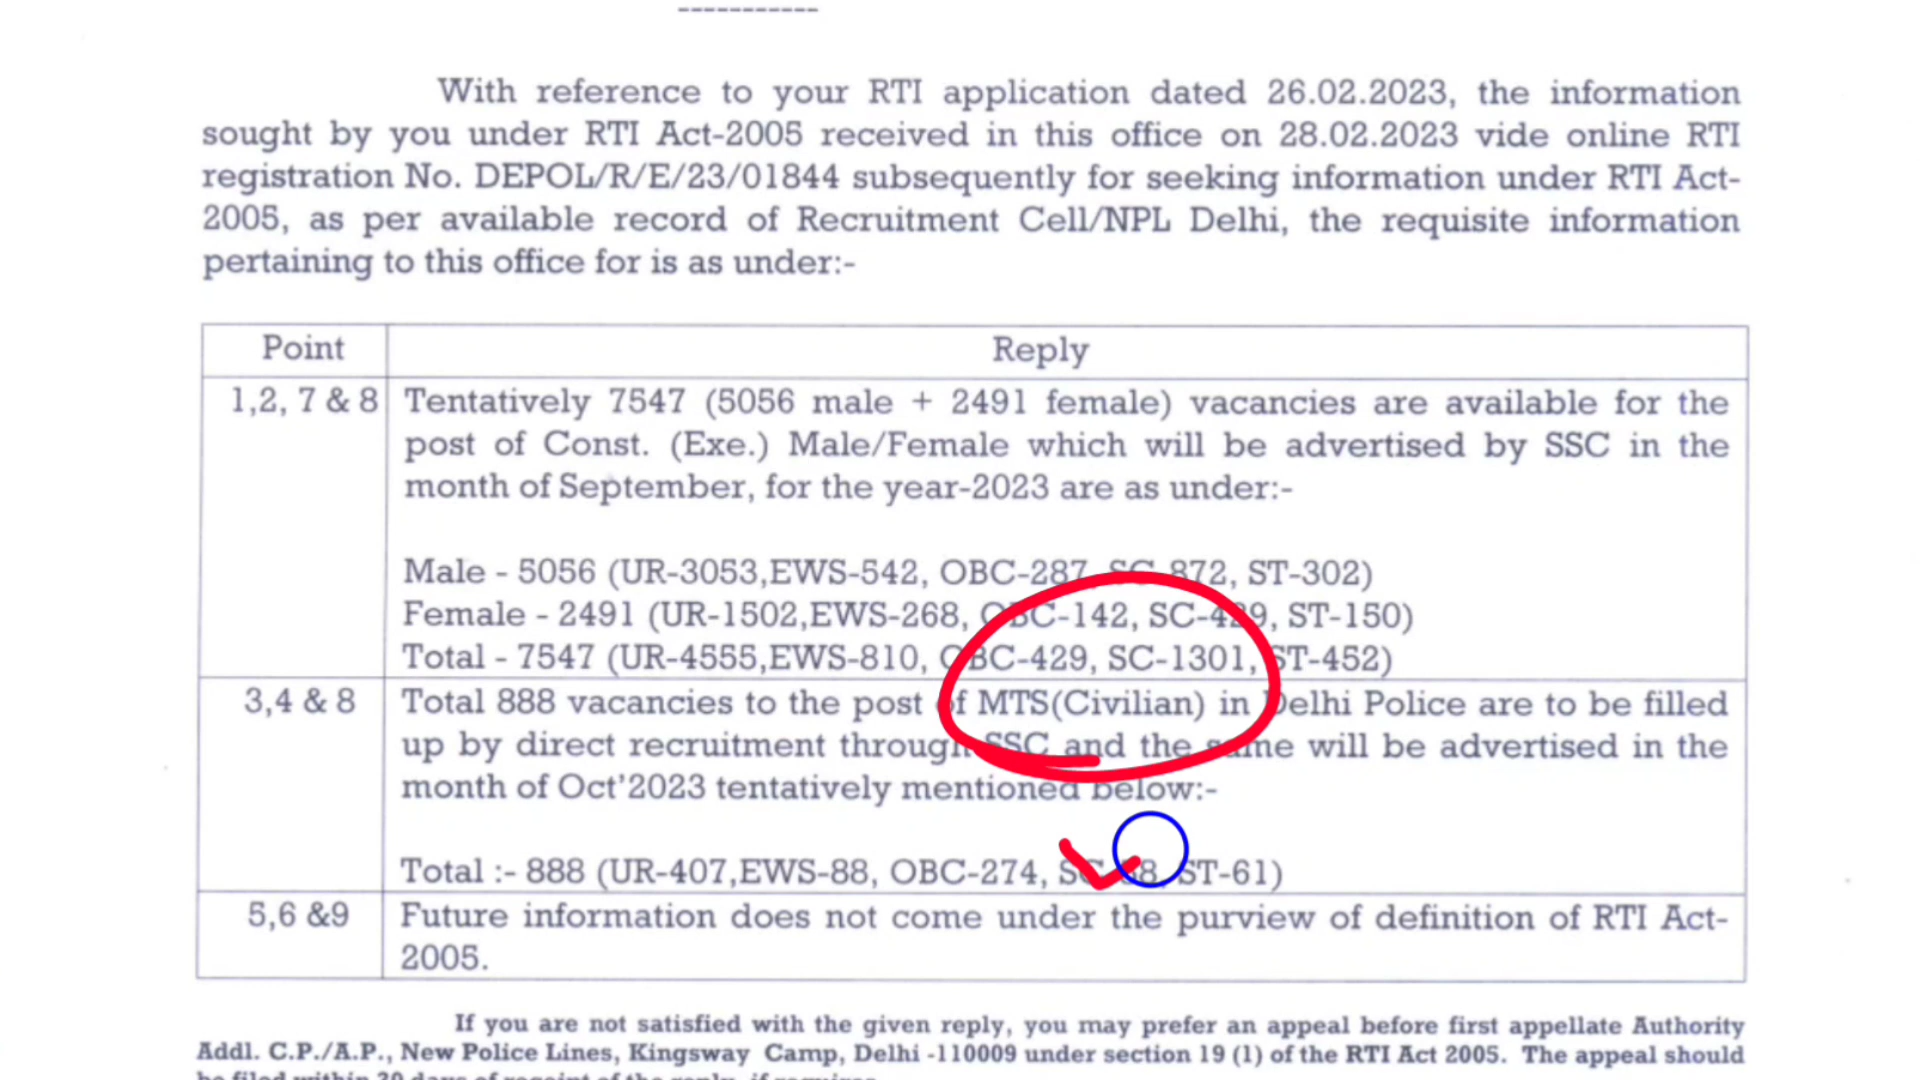 With reference to your RTI application dated 26.02.2023, the information
sought by you under RTI Act-2005 received in this office on 28.02.2023 vide online RTI
registration No. DEPOL/R/E/23/01844 subsequently for seeking information under RTI Act-
2005, as per available record of Recruitment Cell/NPL Delhi, the requisite information
pertaining to this office for is as under:-
Point Reply
1,2, 7 & 8 Tentatively 7547 (5056 male + 2491 female) vacancies are available for the
post of Const. (Exe.) Male/Female which will be advertised by SSC in the
month of September, for the year-2023 are as under:-
Male - 5056 (UR-3053,EWS-542, OBC-287, SC-872, ST-302)
Female - 2491 (UR-1502,EWS-268, OBC-142, SC-429, ST-150)
Total - 7547 (UR-4555,EWS-810, OBC-429, SC-1301, ST-452)
3,4 & 8 Total 888 vacancies to the post of MTS(Civilian) in Delhi Police are to be filled
up by direct recruitment through SSC and the same will be advertised in the
month of Oct'2023 tentatively mentioned below:-
Total :- 888 (UR-407,EWS-88, OBC-274, ST-61)
5,6 &9 Future information does not come under the purview of definition of RTI Act-
2005.
If you are not satisfied with the given reply, you may prefer an appeal before first appellate Authority
Addl. C.P./A.P., New Police Lines, Kingsway Camp, Delhi -110009 under section 19 (1) of the RTI Act 2005. The appeal should